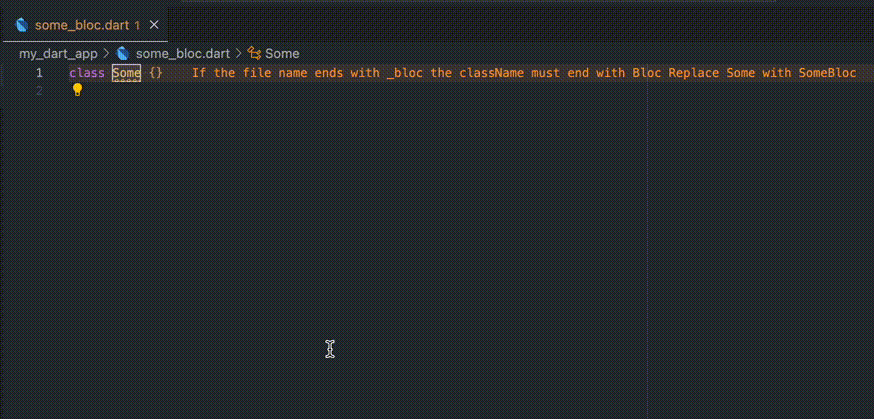 some_bloc.dart 1
my_dart_app > some_bloc.dart > Some
1 class Some {} If the file name ends with _bloc the className must end with Bloc Replace Some with SomeBloc
2